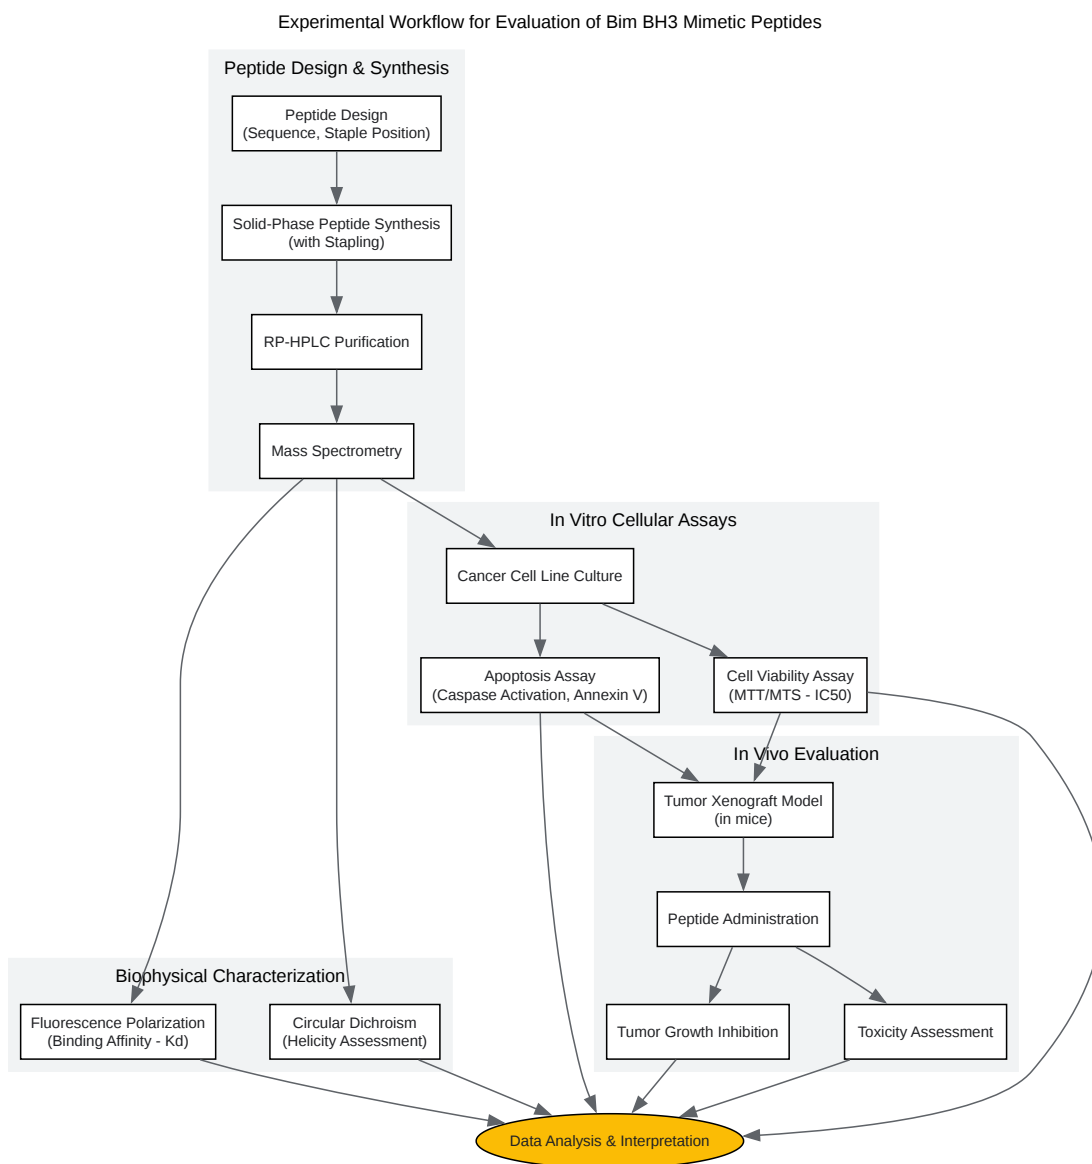 Experimental Workflow for Evaluation of Bim BH3 Mimetic Peptides
Peptide Design & Synthesis
Peptide Design
(Sequence, Staple Position)
Solid-Phase Peptide Synthesis
(with Stapling)
RP-HPLC Purification
Mass Spectrometry
In Vitro Cellular Assays
Cancer Cell Line Culture
Apoptosis Assay
(Caspase Activation, Annexin V)
Cell Viability Assay
(MTT/MTS - IC50)
In Vivo Evaluation
Tumor Xenograft Model
(in mice)
Peptide Administration
Biophysical Characterization
Fluorescence Polarization
(Binding Affinity - Kd)
Circular Dichroism
(Helicity Assessment)
Tumor Growth Inhibition
Toxicity Assessment
Data Analysis & Interpretation